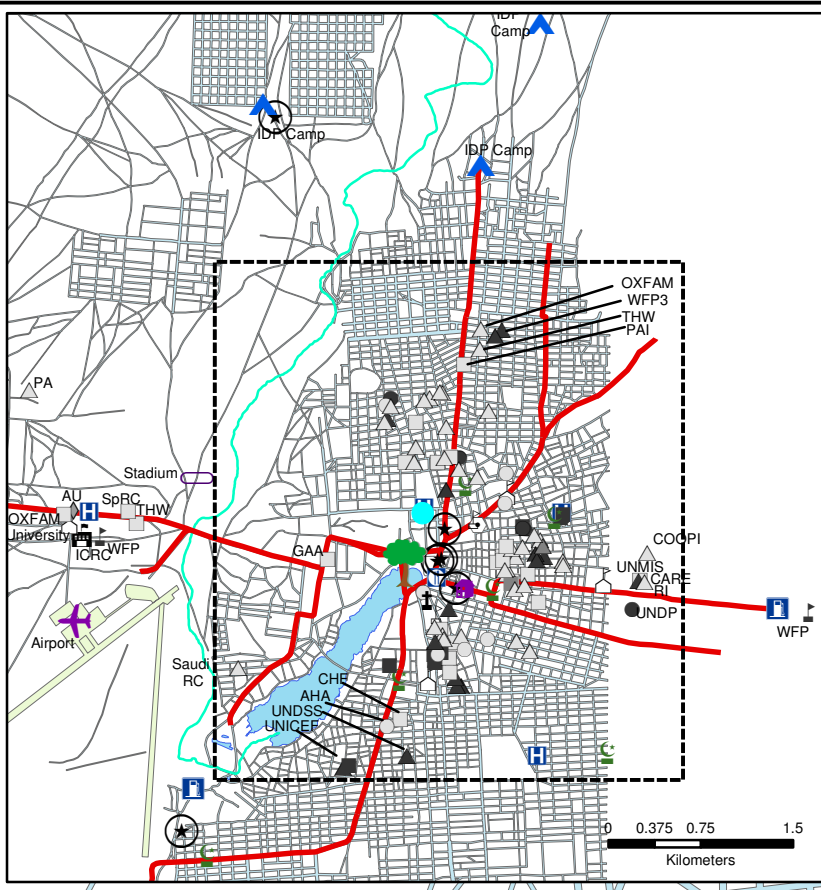 IDP
Camp
IDP Camp
IDP Camp
OXFAM
WFP3
THW
PAI
PA
Stadium
AU
H
SpRC
THW
OXFAM
University
ICRC
WFP
GAA
COOPI
UNMIS
CARE
RI
UNDP
WFP
Airport
Saudi
RC
CHF
AHA
UNDSS
UNICEF
H
0 0.375 0.75 1.5
Kilometers